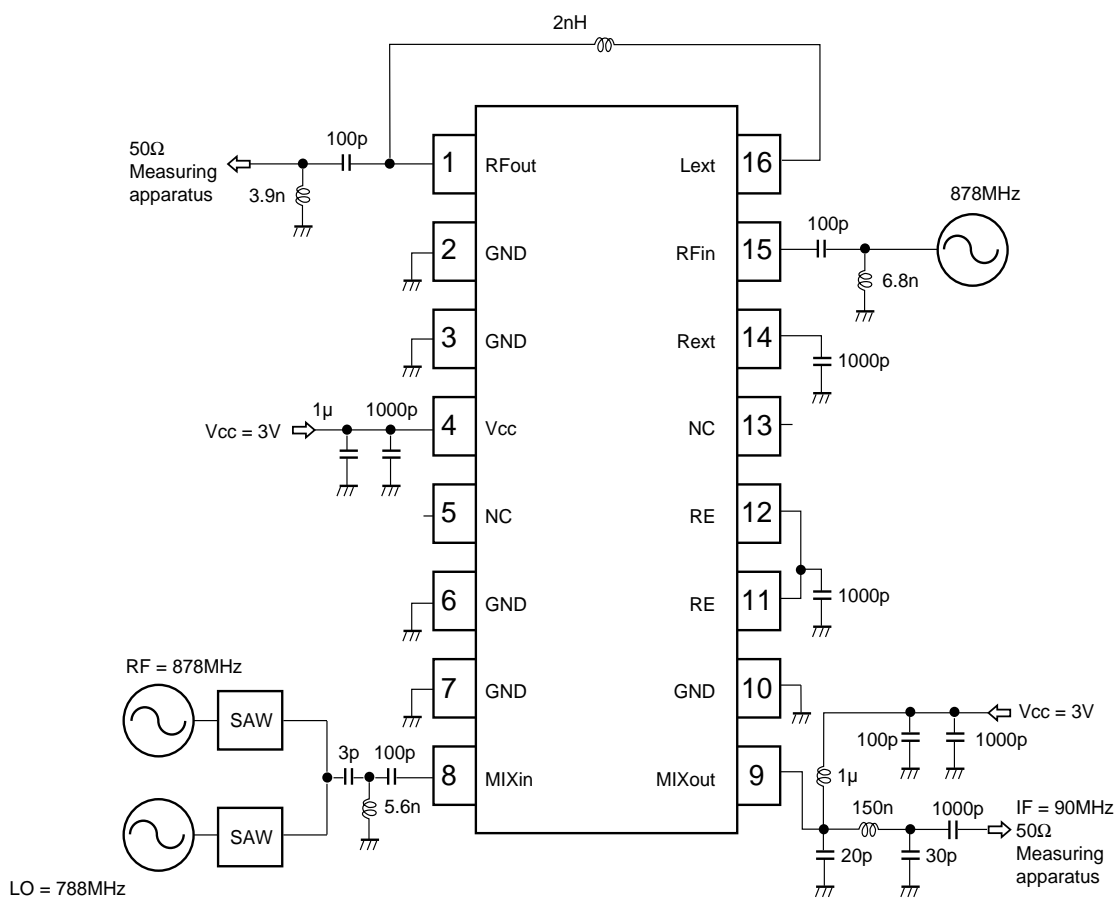 2nH
100p
50Ω
Measuring
apparatus
3.9n
1
RFout
Lext
16
878MHz
100p
2
GND
RFin
15
6.8n
3
GND
Rext
14
1000p
1μ
1000p
Vcc = 3V
4
Vcc
NC
13
5
NC
RE
12
6
GND
RE
11
1000p
RF = 878MHz
7
GND
GND
10
SAW
Vcc = 3V
100p
1000p
3p
100p
8
MIXin
MIXout
9
1μ
5.6n
150n
1000p
IF = 90MHz
50Ω
Measuring
apparatus
SAW
20p
30p
LO = 788MHz